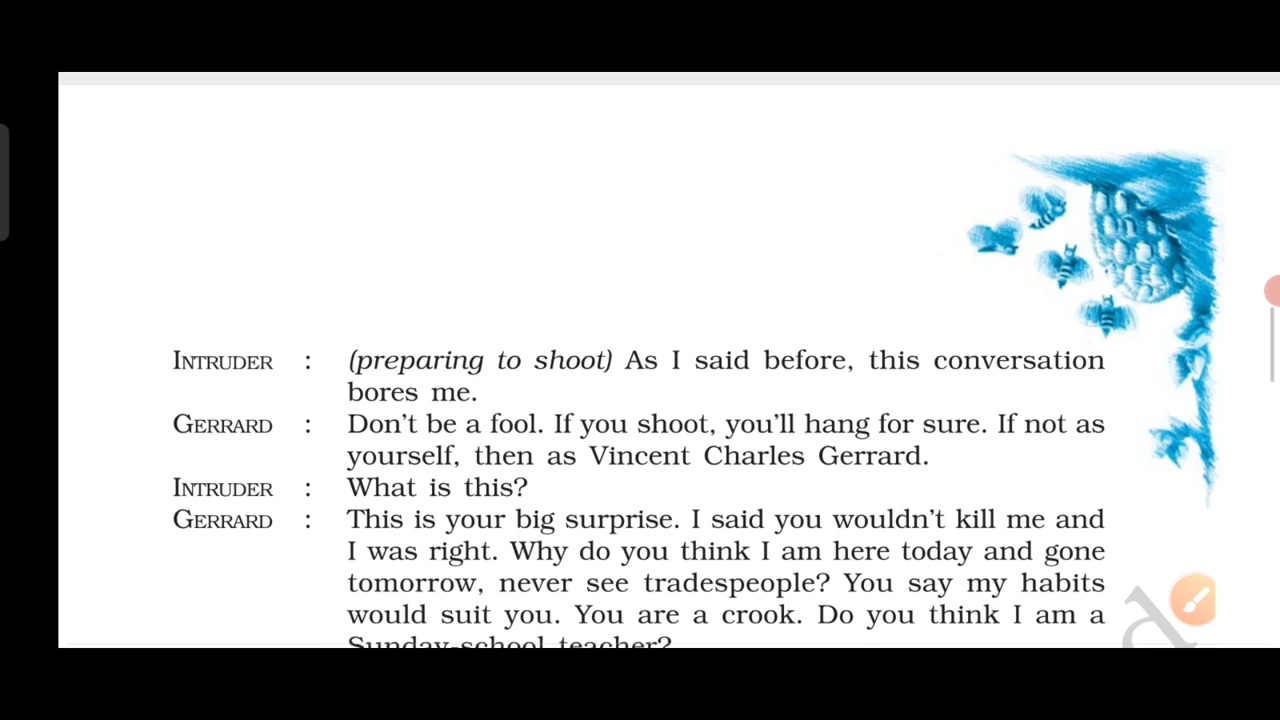 INTRUDER : (preparing to shoot) As I said before, this conversation
bores me.
GERRARD : Don't be a fool. If you shoot, you'll hang for sure. If not as
yourself, then as Vincent Charles Gerrard.
INTRUDER : What is this?
GERRARD : This is your big surprise. I said you wouldn't kill me and
I was right. Why do you think I am here today and gone
tomorrow, never see tradespeople? You say my habits
would suit you. You are a crook. Do you think I am a
Sunday-school teacher?
d